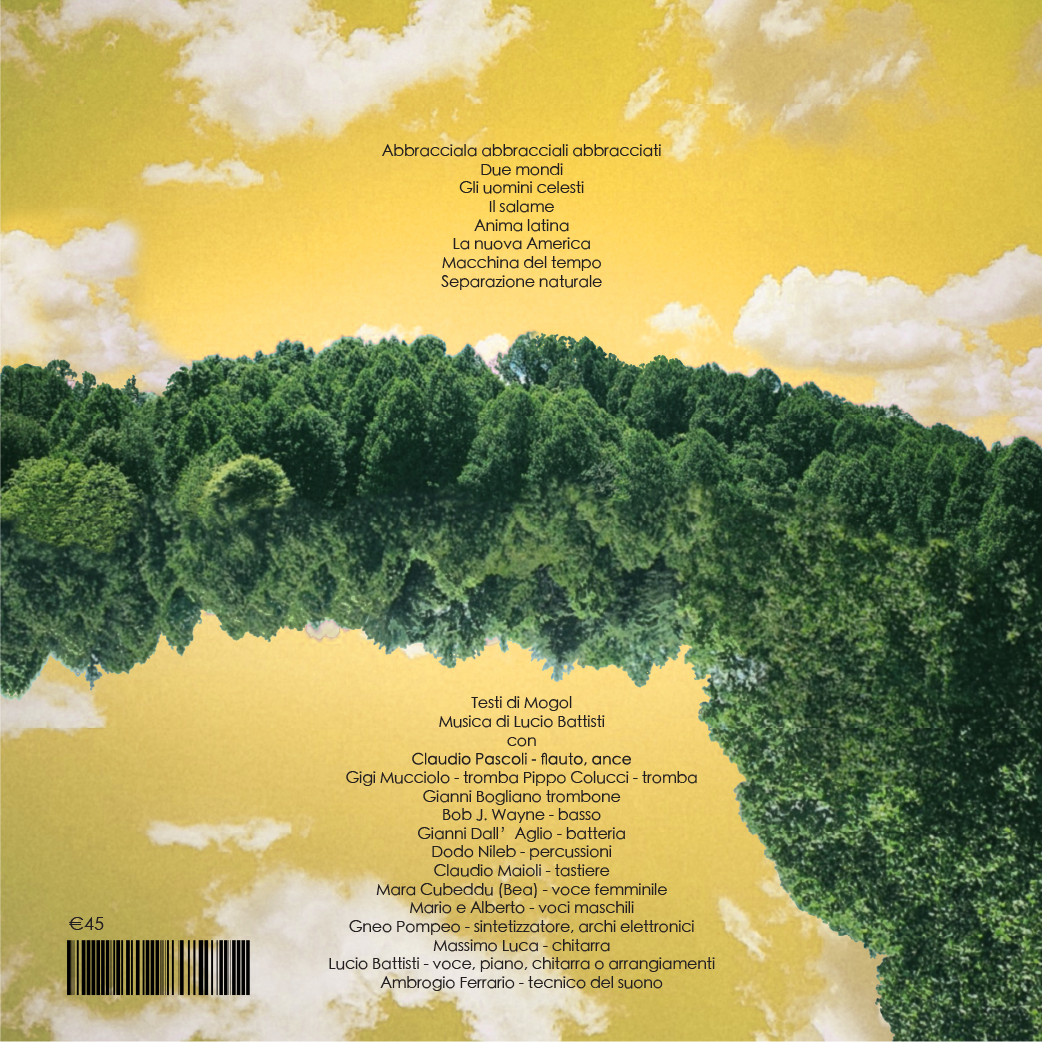 Abbracciala abbracciali abbracciati
Due mondi
Gli uomini celesti
Il salame
Anima latina
La nuova America
Macchina del tempo
Separazione naturale
Testi di Mogol
Musica di Lucio Battisti
con
Claudio Pascoli - flauto, ance
Gigi Mucciolo - tromba Pippo Colucci - tromba
Gianni Bogliano trombone
Bob J. Wayne - basso
Gianni Dall’ Aglio - batteria
Dodo Nileb - percussioni
Claudio Maioli - tastiere
Mara Cubeddu (Bea) - voce femminile
Mario e Alberto - voci maschili
Gneo Pompeo - sintetizzatore, archi elettronici
Massimo Luca - chitarra
Lucio Battisti - voce, piano, chitarra o arrangiamenti
Ambrogio Ferrario - tecnico del suono
€45